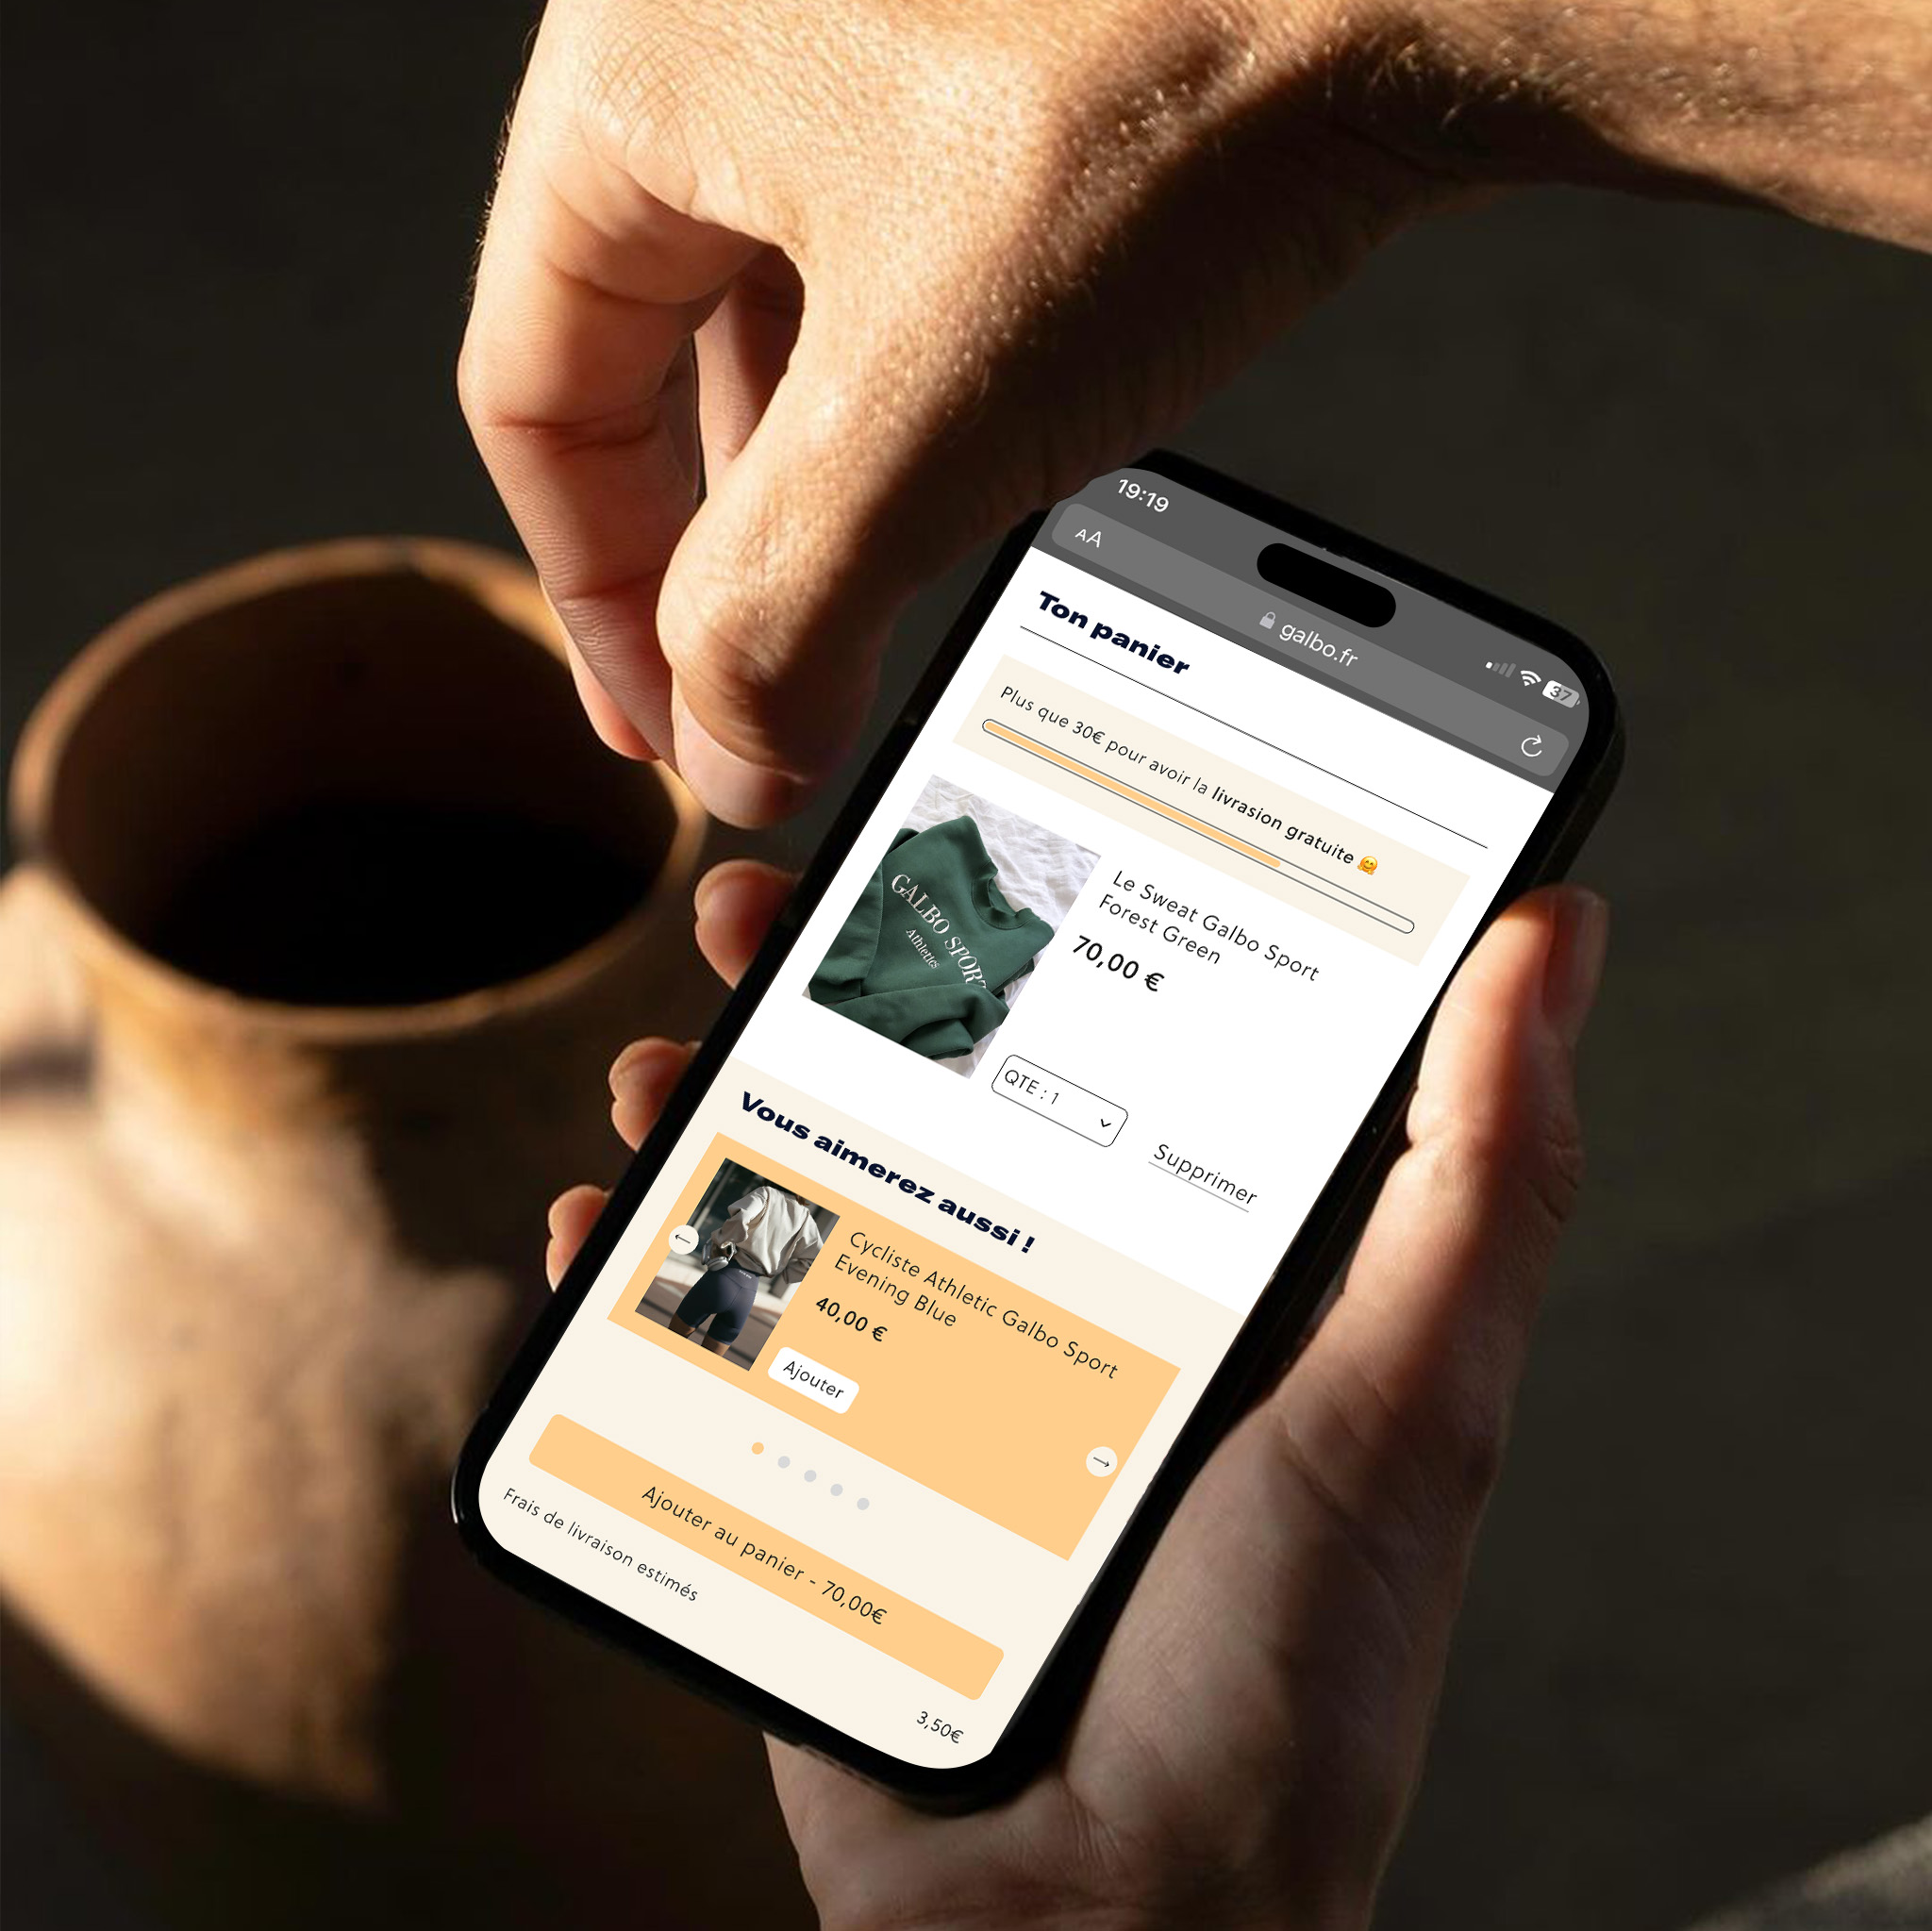 19:19
AA
galbo.fr
37
Ton panier
Plus que 30€ pour avoir la livrasion gratuite 🤗
GALBO SPORT
Athletics
Le Sweat Galbo Sport
Forest Green
70,00 €
QTE : 1
Supprimer
Vous aimerez aussi !
Cycliste Athletic Galbo Sport
Evening Blue
40,00 €
Ajouter
Ajouter au panier - 70,00€
Frais de livraison estimés
3,50€